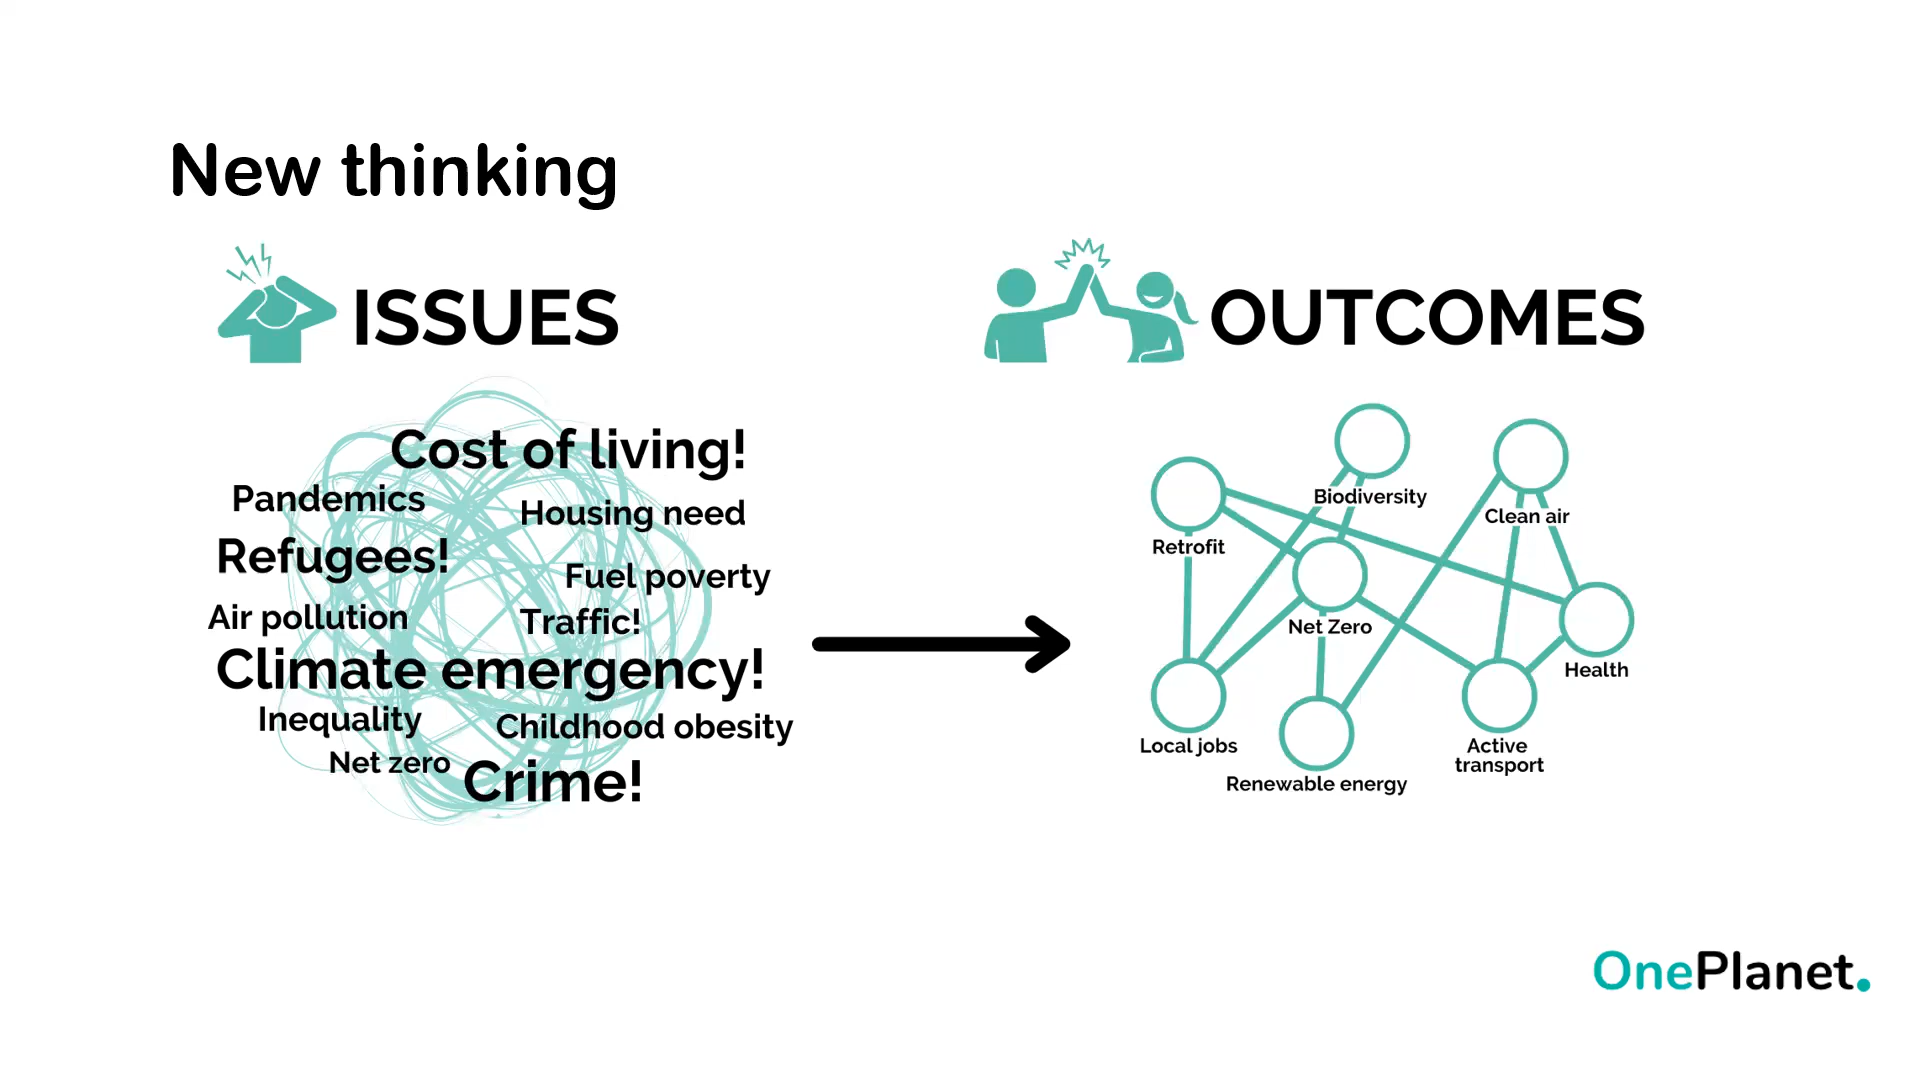 New thinking
ISSUES
Cost of living!
Pandemics
Housing need
Refugees!
Fuel poverty
Air pollution
Traffic!
Climate emergency!
Inequality
Childhood obesity
Net zero
Crime!
OUTCOMES
Biodiversity
Clean air
Retrofit
Net Zero
Health
Local jobs
Active
transport
Renewable energy
OnePlanet.